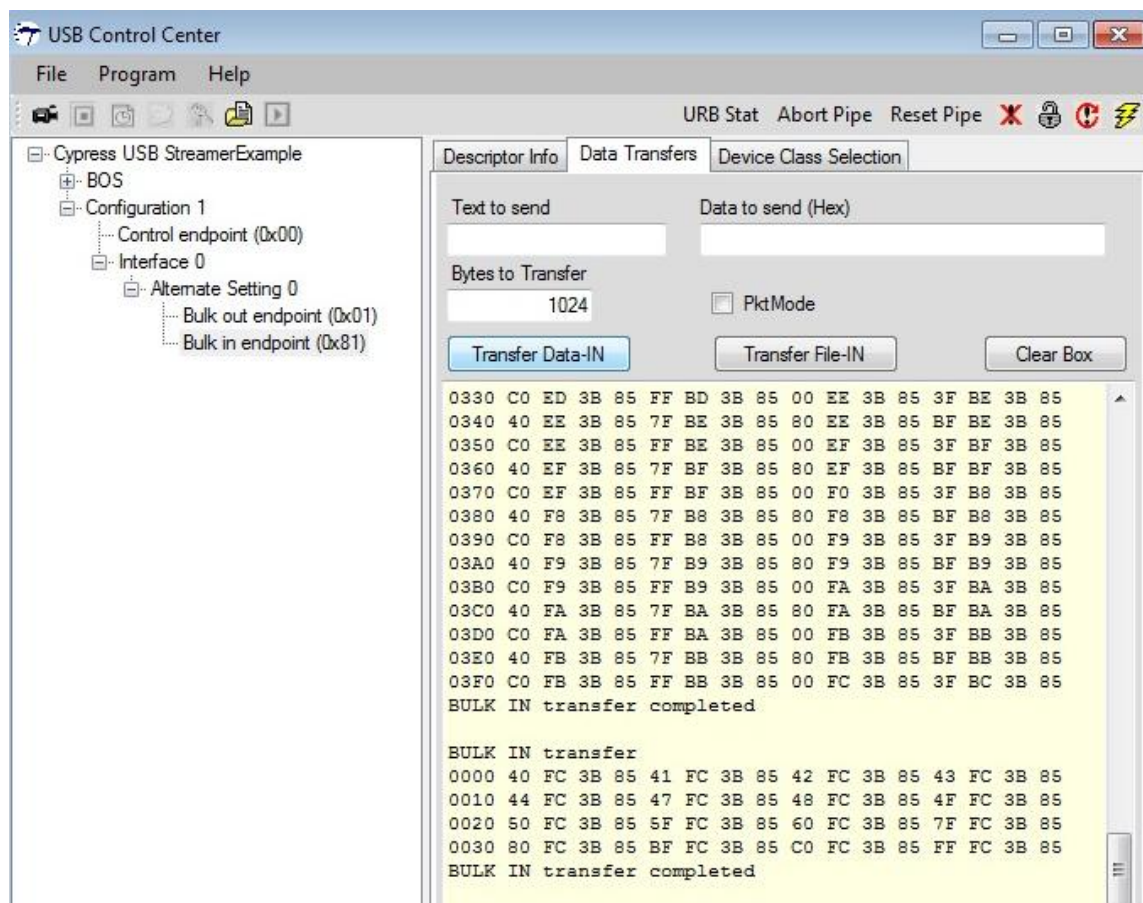 USB Control Center
File Program Help
URB Stat Abort Pipe Reset Pipe
Cypress USB StreamerExample
BOS
Configuration 1
Control endpoint (0x00)
Interface 0
Alternate Setting 0
Bulk out endpoint (0x01)
Bulk in endpoint (0x81)
Descriptor Info Data Transfers Device Class Selection
Text to send Data to send (Hex)
Bytes to Transfer
1024 PktMode
Transfer Data-IN Transfer File-IN Clear Box
0330 C0 ED 3B 85 FF BD 3B 85 00 EE 3B 85 3F BE 3B 85
0340 40 EE 3B 85 7F BE 3B 85 80 EE 3B 85 BF BE 3B 85
0350 C0 EE 3B 85 FF BE 3B 85 00 EF 3B 85 3F BF 3B 85
0360 40 EF 3B 85 7F BF 3B 85 80 EF 3B 85 BF BF 3B 85
0370 C0 EF 3B 85 FF BF 3B 85 00 F0 3B 85 3F B8 3B 85
0380 40 F8 3B 85 7F B8 3B 85 80 F8 3B 85 BF B8 3B 85
0390 C0 F8 3B 85 FF B8 3B 85 00 F9 3B 85 3F B9 3B 85
03A0 40 F9 3B 85 7F B9 3B 85 80 F9 3B 85 BF B9 3B 85
03B0 C0 F9 3B 85 FF B9 3B 85 00 FA 3B 85 3F BA 3B 85
03C0 40 FA 3B 85 7F BA 3B 85 80 FA 3B 85 BF BA 3B 85
03D0 C0 FA 3B 85 FF BA 3B 85 00 FB 3B 85 3F BB 3B 85
03E0 40 FB 3B 85 7F BB 3B 85 80 FB 3B 85 BF BB 3B 85
03F0 C0 FB 3B 85 FF BB 3B 85 00 FC 3B 85 3F BC 3B 85
BULK IN transfer completed
BULK IN transfer
0000 40 FC 3B 85 41 FC 3B 85 42 FC 3B 85 43 FC 3B 85
0010 44 FC 3B 85 47 FC 3B 85 48 FC 3B 85 4F FC 3B 85
0020 50 FC 3B 85 5F FC 3B 85 60 FC 3B 85 7F FC 3B 85
0030 80 FC 3B 85 BF FC 3B 85 C0 FC 3B 85 FF FC 3B 85
BULK IN transfer completed